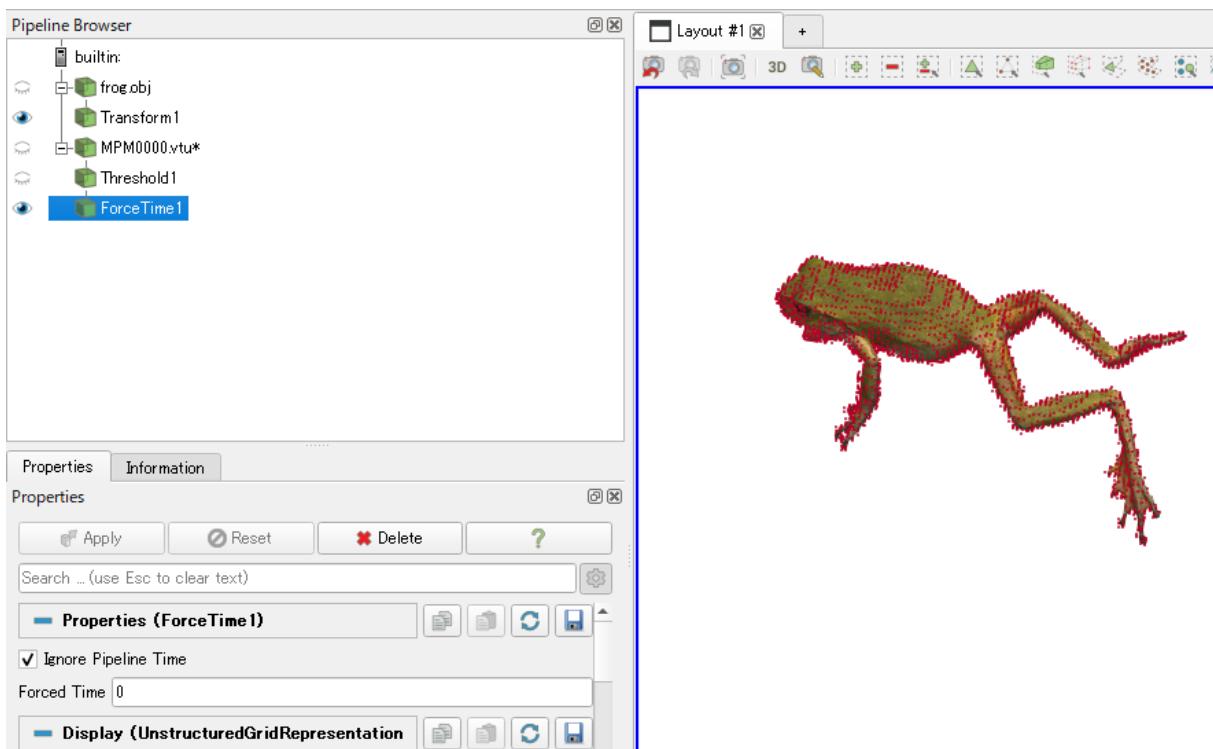 Pipeline Browser
builtin:
frog.obj
Transform1
MPM0000.vtu*
Threshold1
ForceTime1
Properties
Information
Properties
Apply
Reset
Delete
?
Search ... (use Esc to clear text)
Properties (ForceTime1)
Ignore Pipeline Time
Forced Time 0
Display (UnstructuredGridRepresentation
Layout #1
+
3D